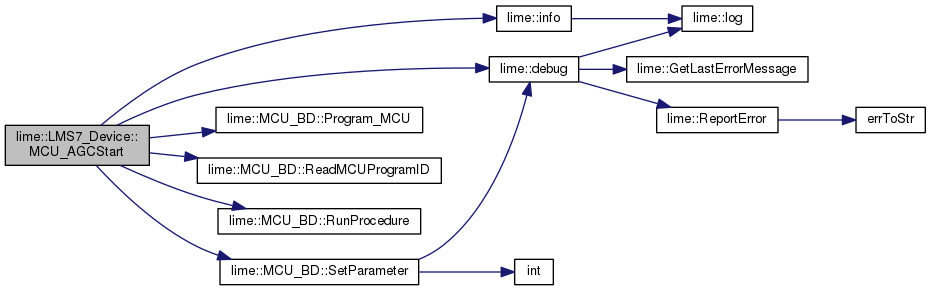 lime::info
lime::log
lime::debug
lime::GetLastErrorMessage
lime::MCU_BD::Program_MCU
lime::ReportError
errToStr
lime::LMS7_Device::
MCU_AGCStart
lime::MCU_BD::ReadMCUProgramID
lime::MCU_BD::RunProcedure
lime::MCU_BD::SetParameter
int